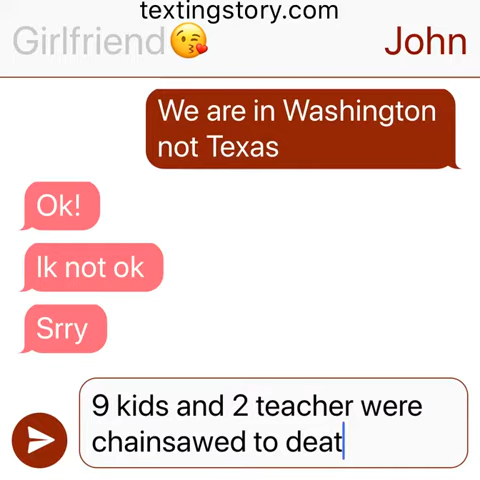 textingstory.com
Girlfriend😘 John
We are in Washington
not Texas
Ok!
Ik not ok
Srry
9 kids and 2 teacher were
chainsawed to deat